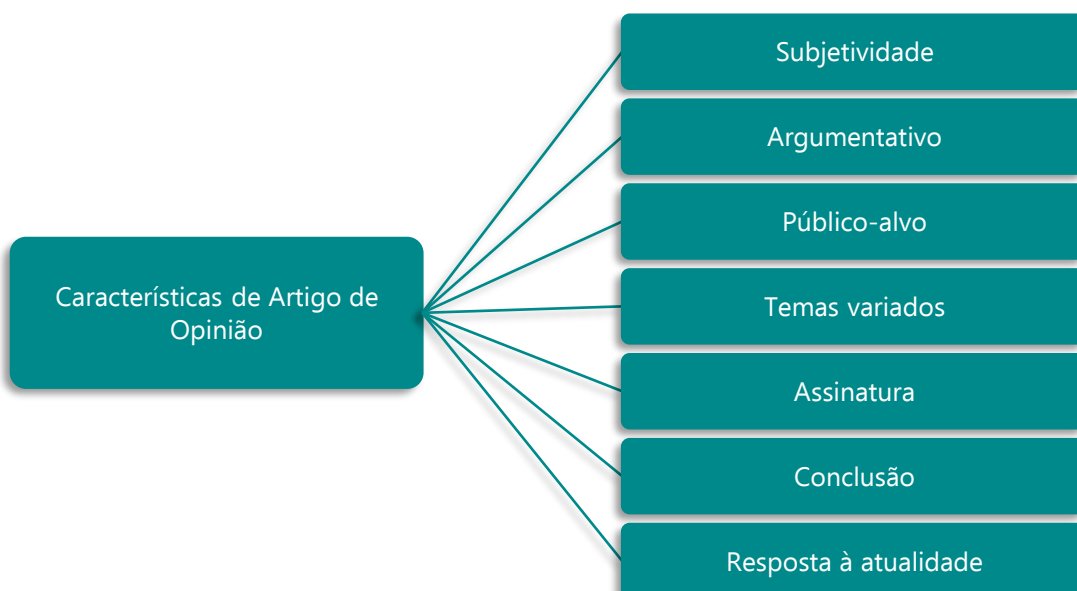 Características de Artigo de
Opinião
Subjetividade
Argumentativo
Público-alvo
Temas variados
Assinatura
Conclusão
Resposta à atualidade